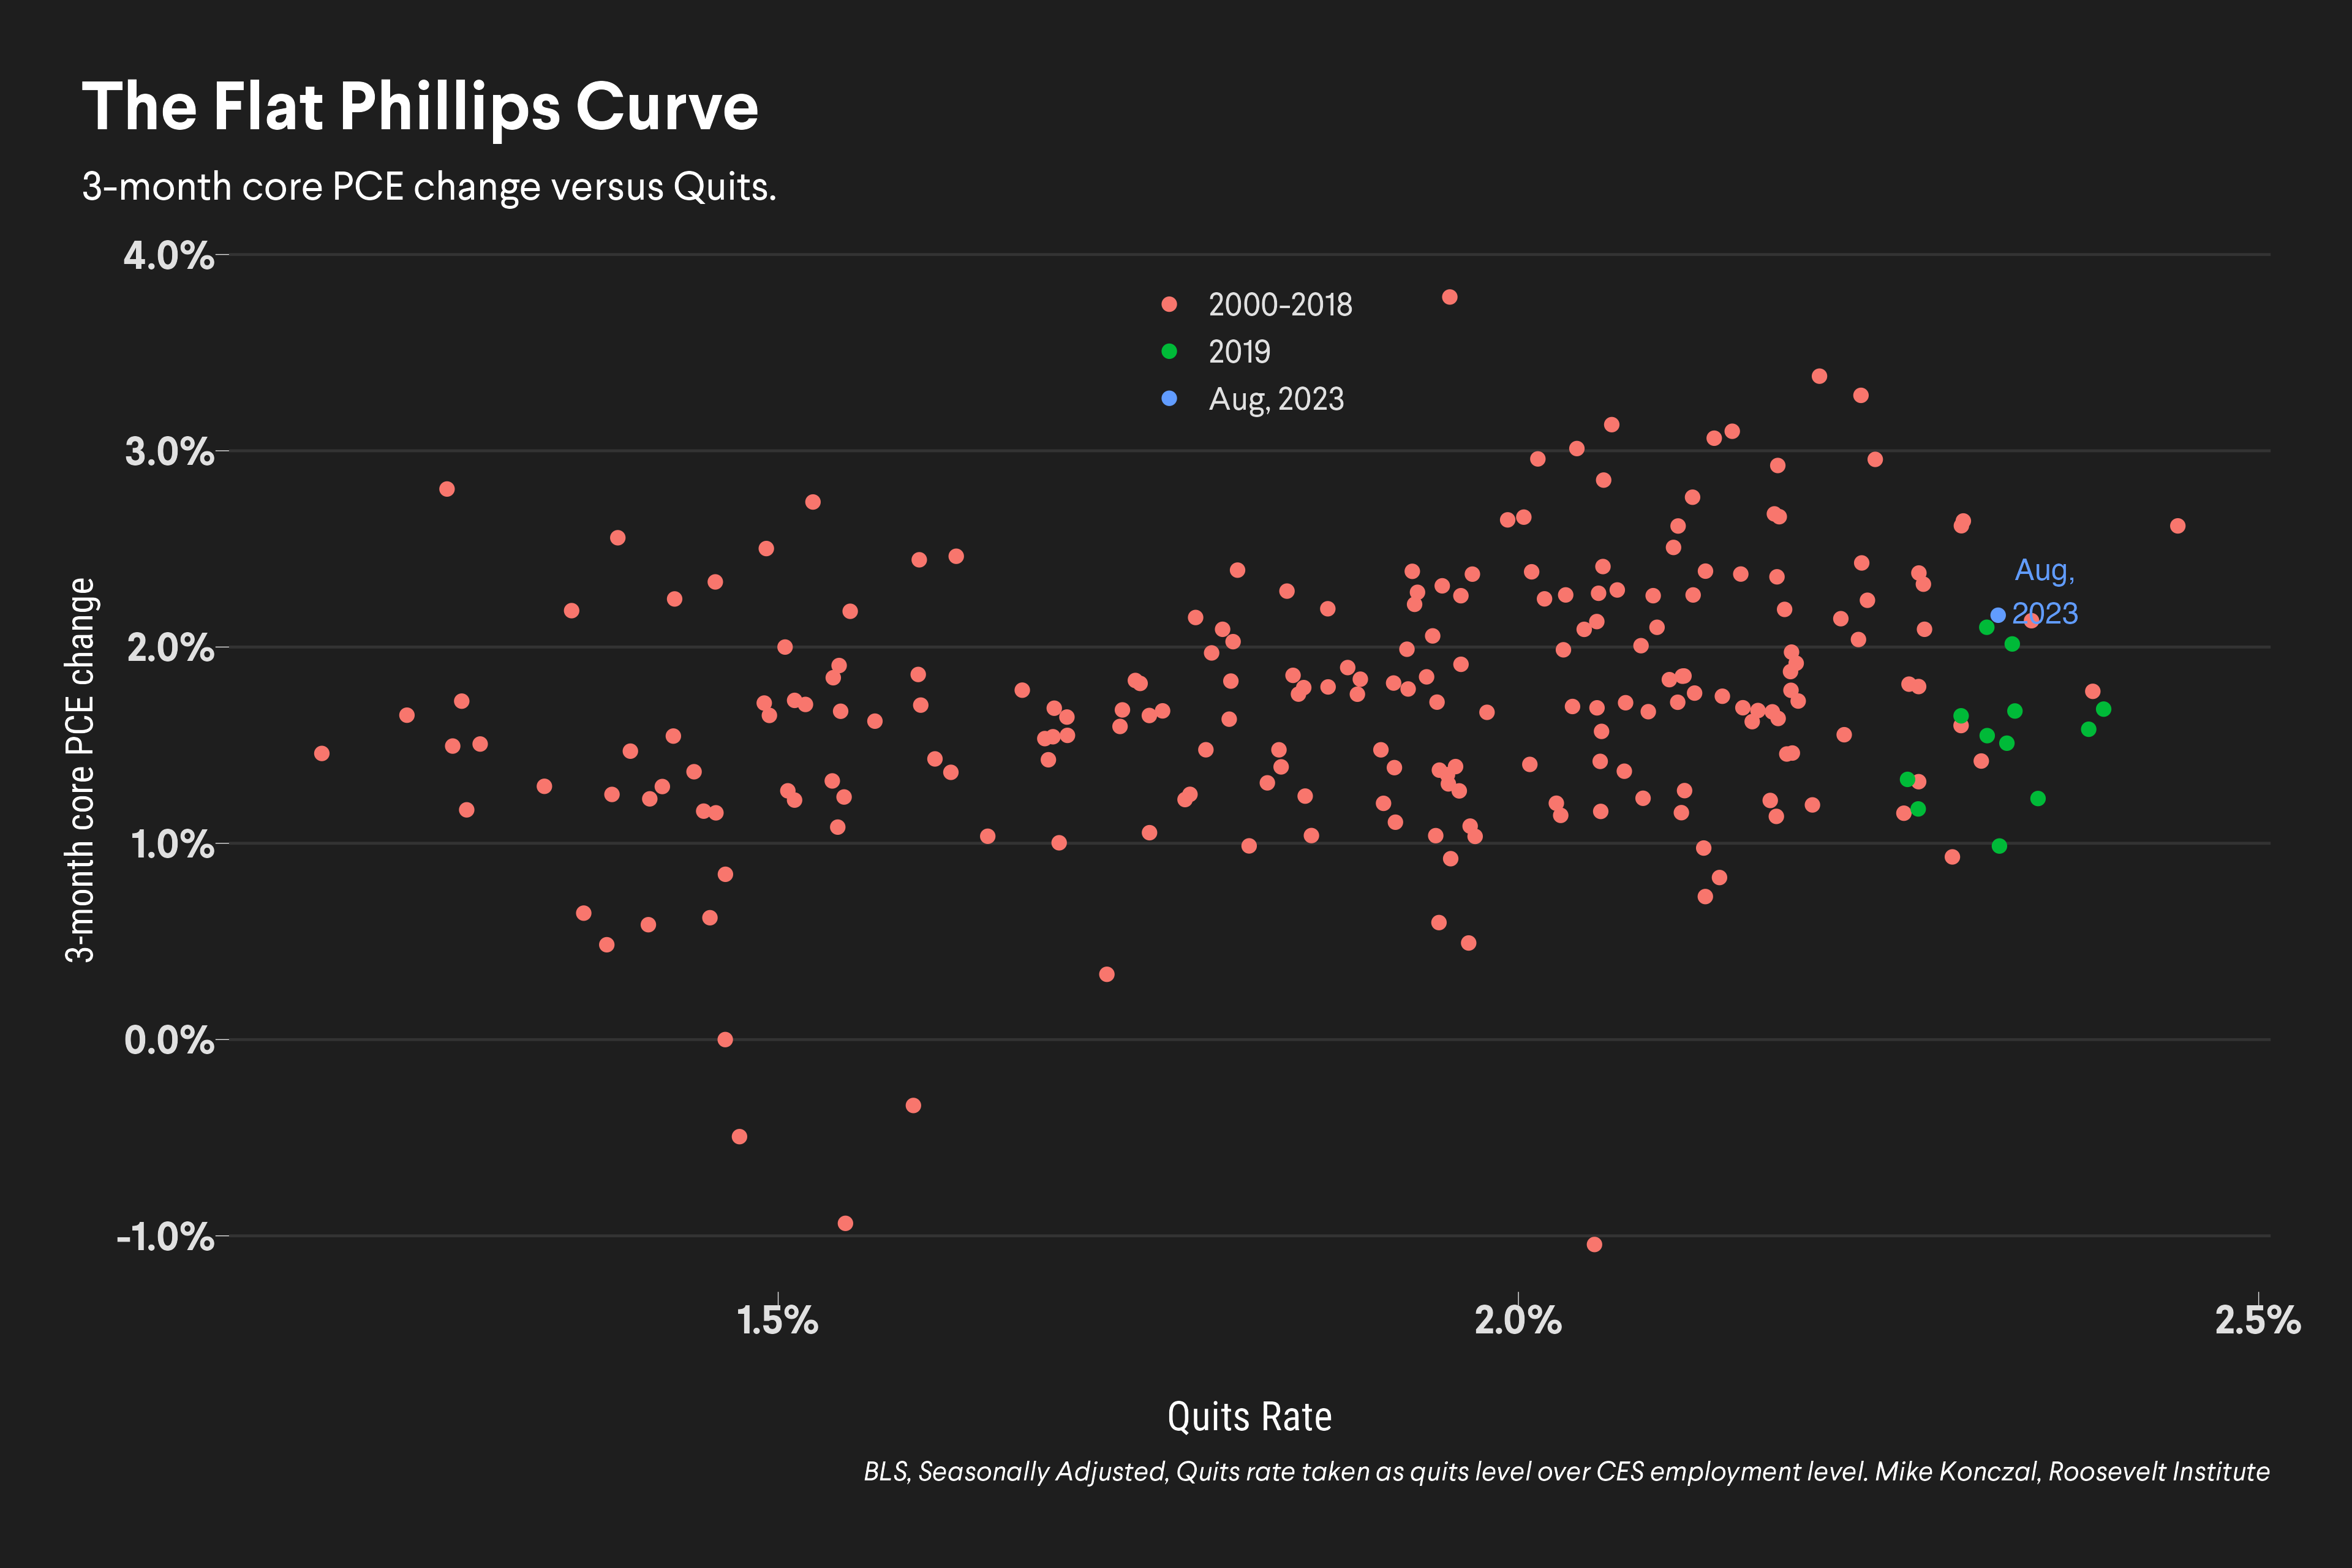 The Flat Phillips Curve
3-month core PCE change versus Quits.
4.0%
2000-2018
2019
Aug, 2023
3.0%
Aug,
2023
2.0%
3-month core PCE change
1.0%
0.0%
-1.0%
1.5%
2.0%
2.5%
Quits Rate
BLS, Seasonally Adjusted, Quits rate taken as quits level over CES employment level. Mike Konczal, Roosevelt Institute